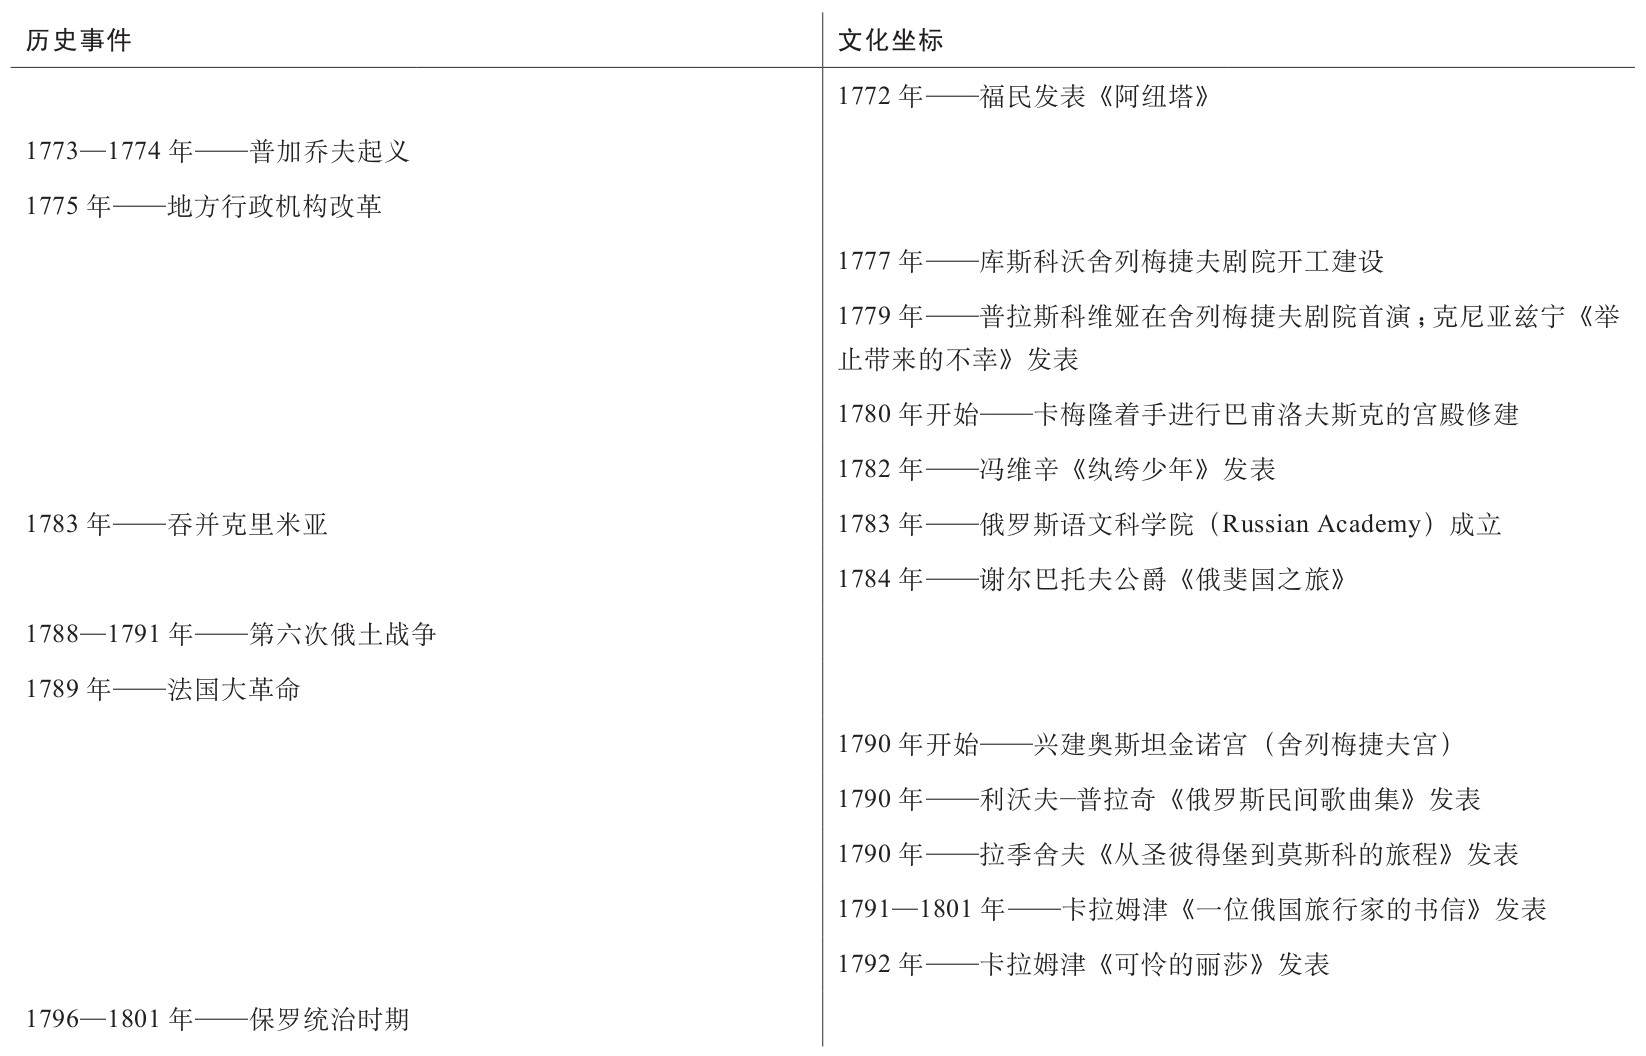 历史事件
文化坐标
1772 年——福民发表《阿纽塔》
1773—1774 年——普加乔夫起义
1775 年——地方行政机构改革
1777 年——库斯科沃舍列梅捷夫剧院开工建设
1779 年——普拉斯科维娅在舍列梅捷夫剧院首演；克尼亚兹宁《举
止带来的不幸》发表
1780 年开始——卡梅隆着手进行巴甫洛夫斯克的宫殿修建
1782 年——冯维辛《纨绔少年》发表
1783 年——吞并克里米亚
1783 年——俄罗斯语文科学院（Russian Academy）成立
1784 年——谢尔巴托夫公爵《俄斐国之旅》
1788—1791 年——第六次俄土战争
1789 年——法国大革命
1790 年开始——兴建奥斯坦金诺宫（舍列梅捷夫宫）
1790 年——利沃夫–普拉奇《俄罗斯民间歌曲集》发表
1790 年——拉季舍夫《从圣彼得堡到莫斯科的旅程》发表
1791—1801 年——卡拉姆津《一位俄国旅行家的书信》发表
1792 年——卡拉姆津《可怜的丽莎》发表
1796—1801 年——保罗统治时期